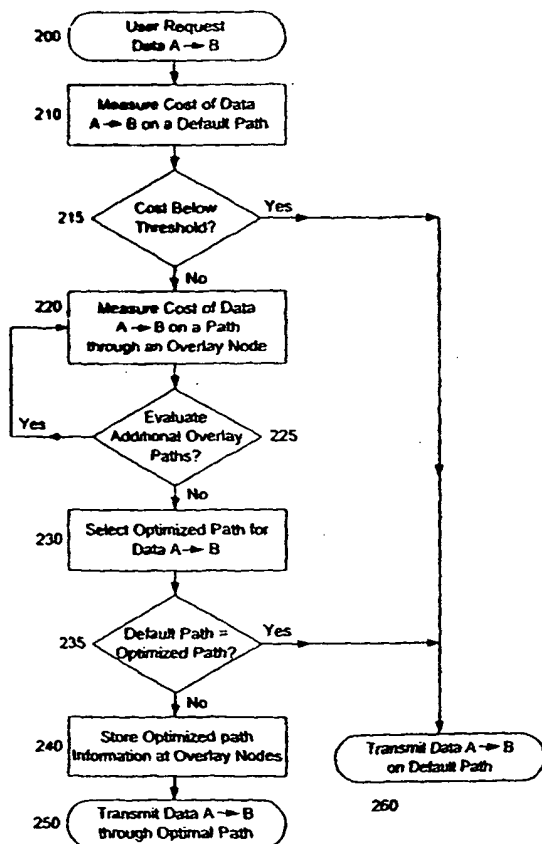 200
User Request
Data A → B
210
Measure Cost of Data
A → B on a Default Path
215
Cost Below
Threshold?
Yes
No
220
Measure Cost of Data
A → B on a Path
through an Overlay Node
Yes
Evaluate
Additional Overlay
Paths?
225
No
230
Select Optimized Path for
Data A → B
235
Default Path =
Optimized Path?
Yes
No
240
Store Optimized path
Information at Overlay Nodes
Transmit Data A → B
on Default Path
260
250
Transmit Data A → B
through Optimal Path